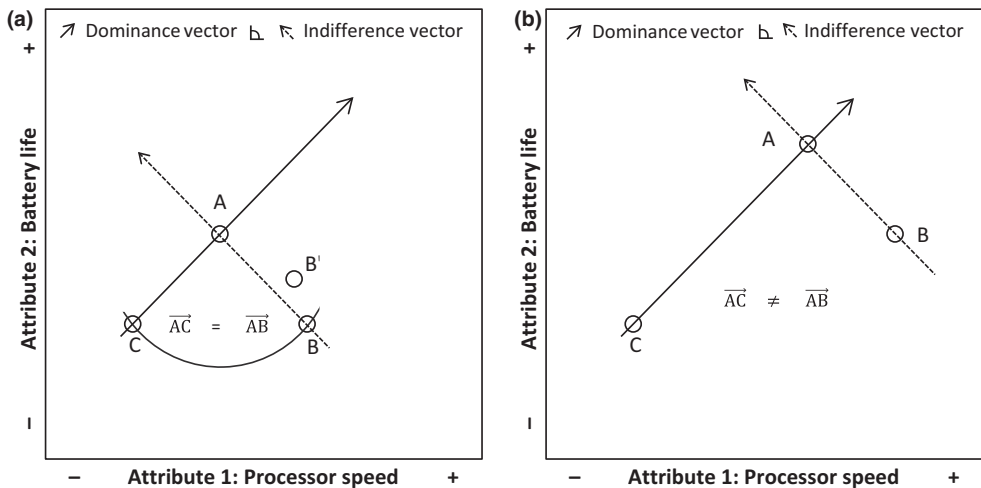 (a)
Dominance vector
Indifference vector
+
Attribute 2: Battery life
–
A
B'
C
AC = AB
B
– Attribute 1: Processor speed +
(b)
Dominance vector
Indifference vector
+
Attribute 2: Battery life
–
A
B
AC ≠ AB
C
– Attribute 1: Processor speed +